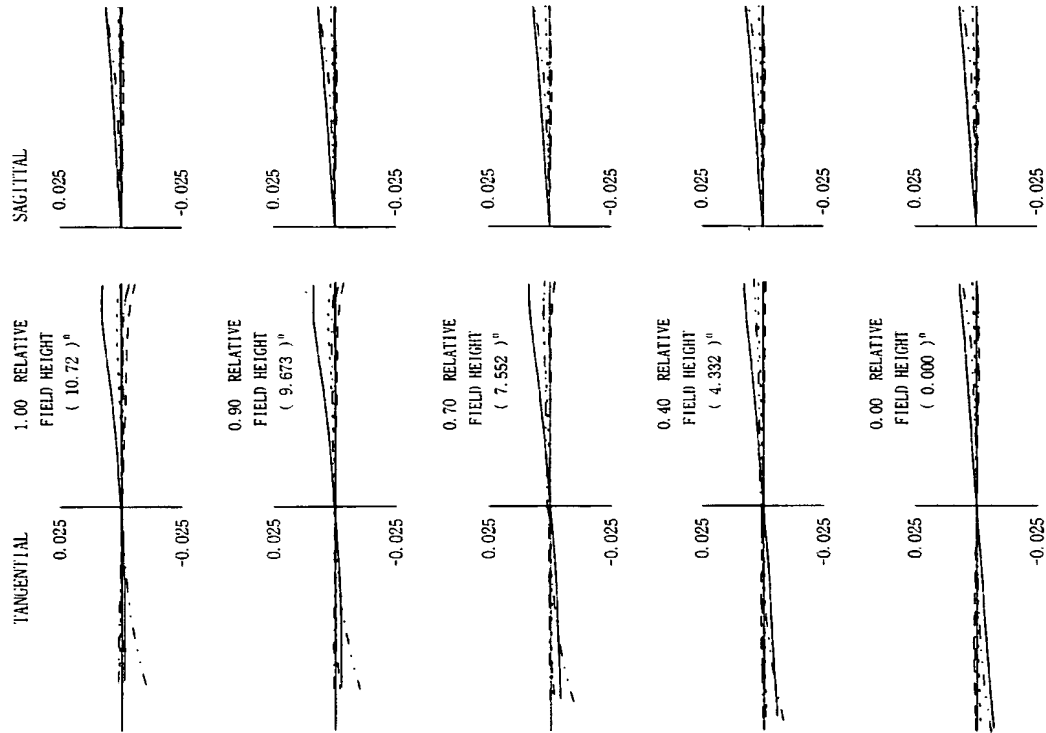 TANGENTIAL
1.00 RELATIVE
FIELD HEIGHT
( 10.72 )°
SAGITTAL
0.025
0.025
-0.025
-0.025
0.90 RELATIVE
FIELD HEIGHT
( 9.673 )°
0.025
0.025
-0.025
-0.025
0.70 RELATIVE
FIELD HEIGHT
( 7.552 )°
0.025
0.025
-0.025
-0.025
0.40 RELATIVE
FIELD HEIGHT
( 4.332 )°
0.025
0.025
-0.025
-0.025
0.00 RELATIVE
FIELD HEIGHT
( 0.000 )°
0.025
0.025
-0.025
-0.025